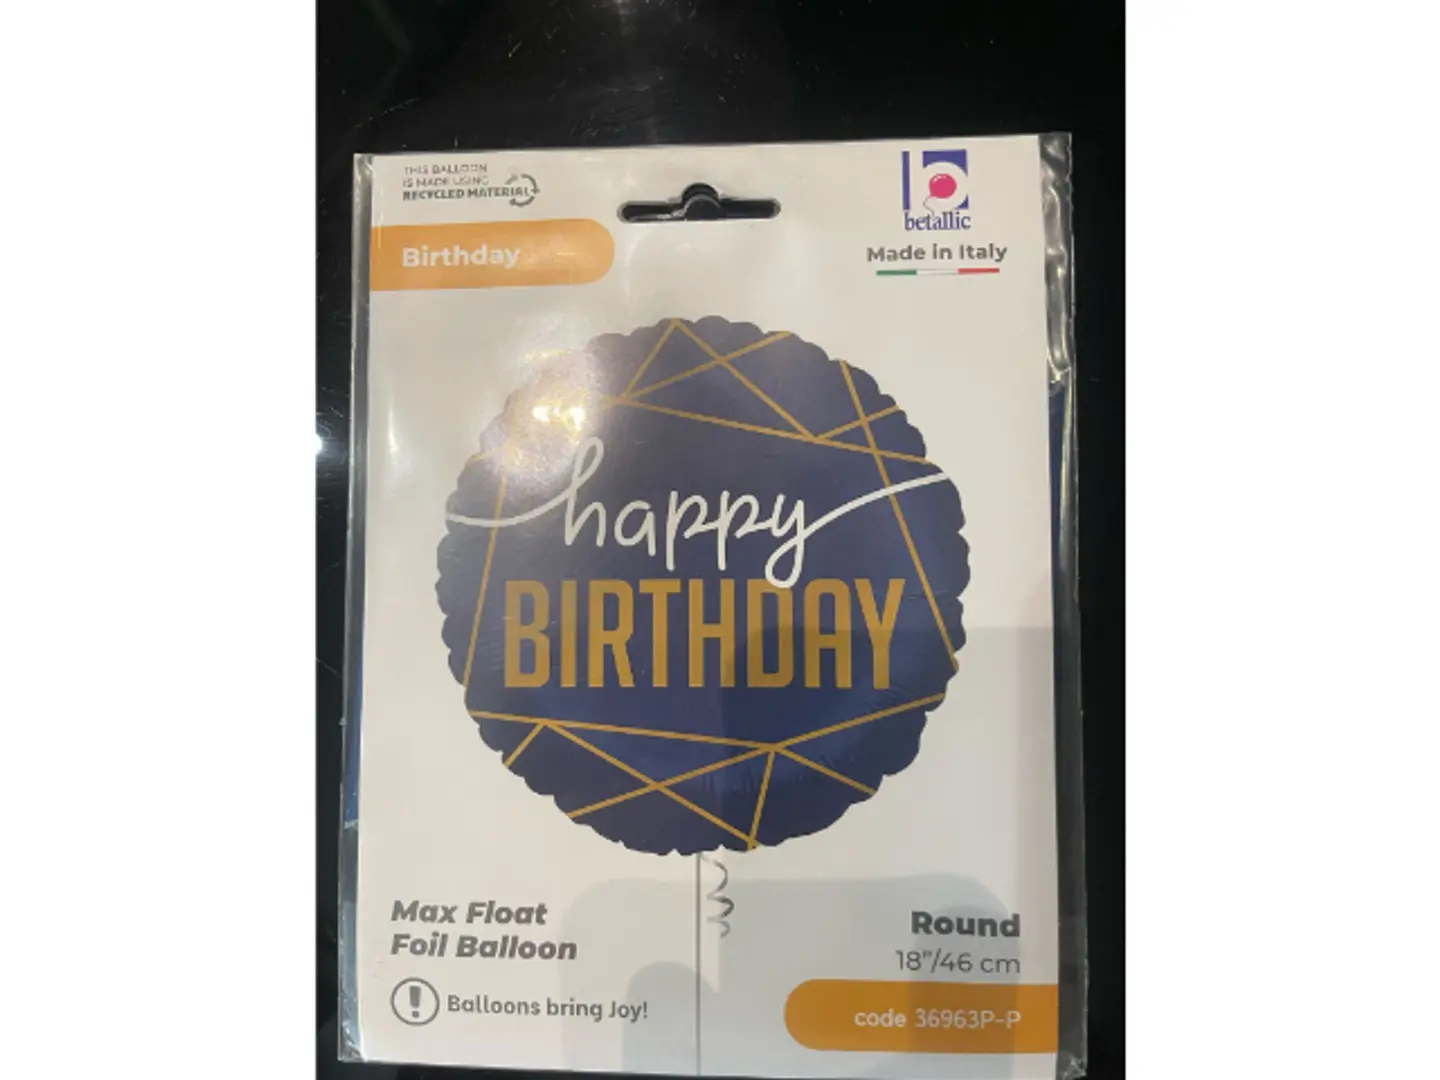 THIS BALLOON
IS MADE USING
RECYCLED MATERIAL
betallic
Made in Italy
Birthday
happy
BIRTHDAY
Max Float
Foil Balloon
Balloons bring Joy!
Round
18"/46 cm
code 36963P-P